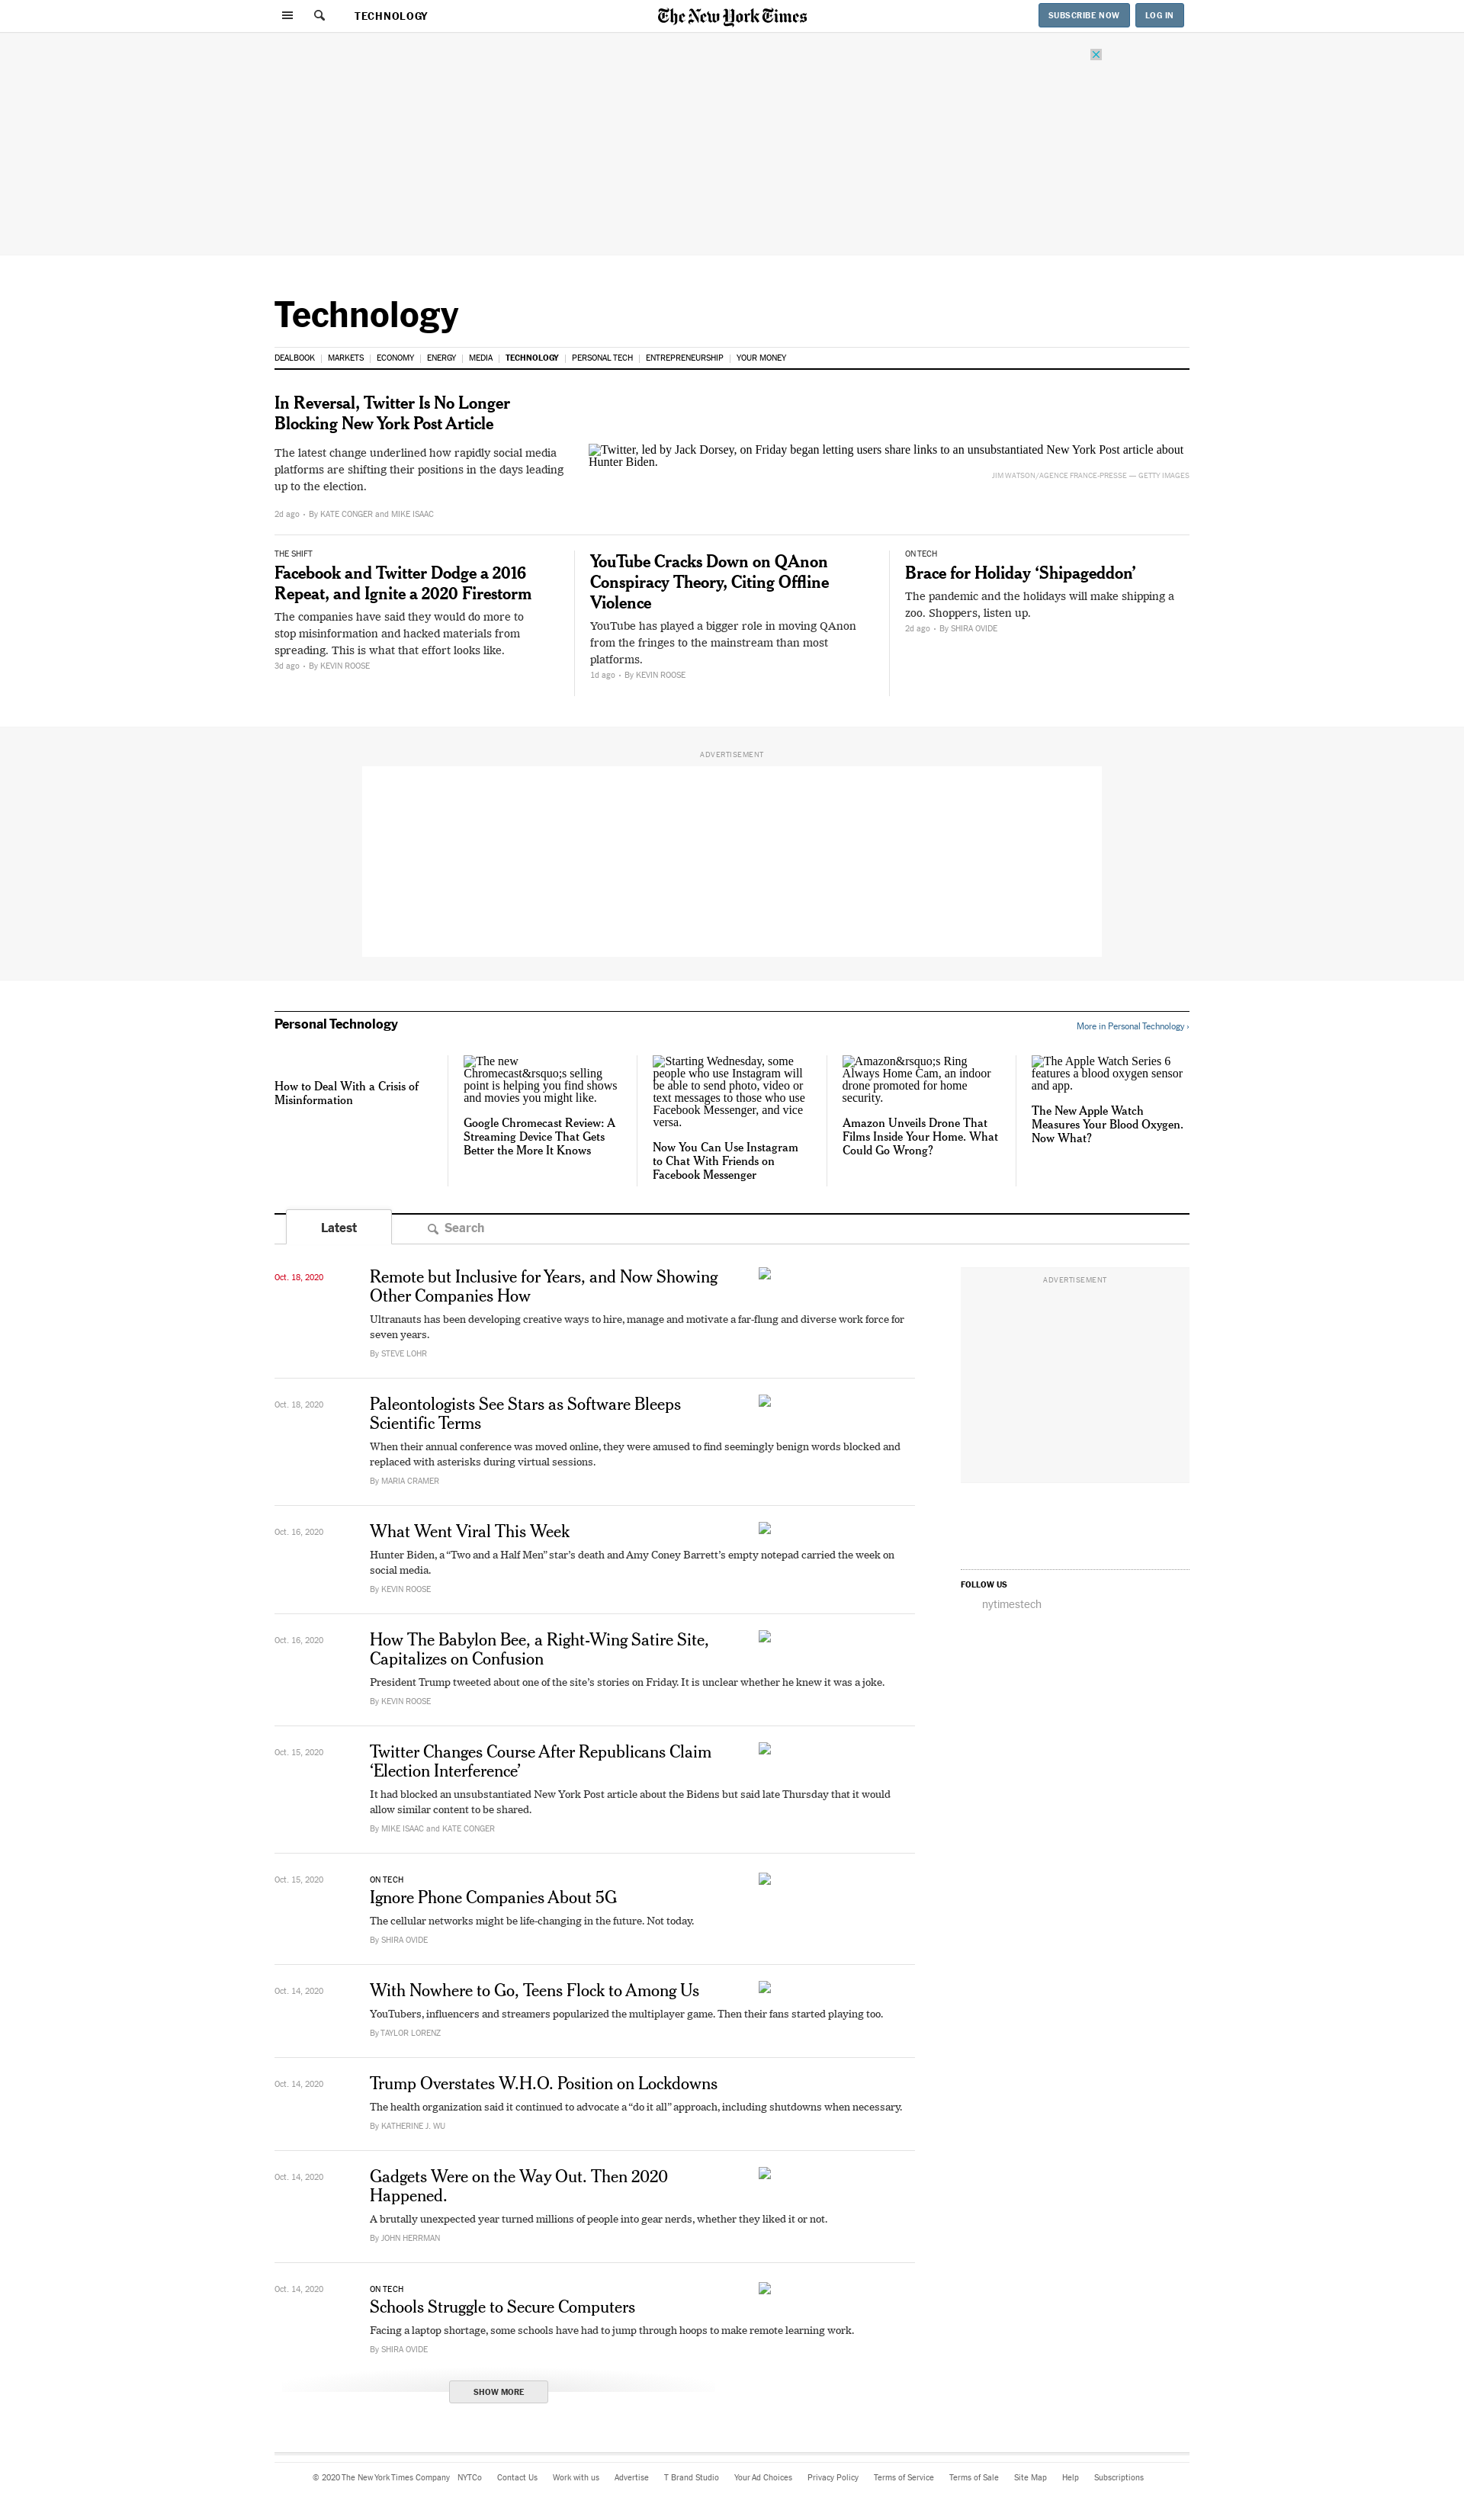 TECHNOLOGY
The New York Times
SUBSCRIBE NOW
LOG IN
Technology
DEALBOOK | MARKETS | ECONOMY | ENERGY | MEDIA | TECHNOLOGY | PERSONAL TECH | ENTREPRENEURSHIP | YOUR MONEY
In Reversal, Twitter Is No Longer
Blocking New York Post Article
The latest change underlined how rapidly social media
platforms are shifting their positions in the days leading
up to the election.
2d ago • By KATE CONGER and MIKE ISAAC
Twitter, led by Jack Dorsey, on Friday began letting users share links to an unsubstantiated New York Post article about
Hunter Biden.
JIM WATSON/AGENCE FRANCE-PRESSE — GETTY IMAGES
THE SHIFT
Facebook and Twitter Dodge a 2016
Repeat, and Ignite a 2020 Firestorm
The companies have said they would do more to
stop misinformation and hacked materials from
spreading. This is what that effort looks like.
3d ago • By KEVIN ROOSE
YouTube Cracks Down on QAnon
Conspiracy Theory, Citing Offline
Violence
YouTube has played a bigger role in moving QAnon
from the fringes to the mainstream than most
platforms.
1d ago • By KEVIN ROOSE
ON TECH
Brace for Holiday ‘Shipageddon’
The pandemic and the holidays will make shipping a
zoo. Shoppers, listen up.
2d ago • By SHIRA OVIDE
ADVERTISEMENT
Personal Technology
More in Personal Technology ›
How to Deal With a Crisis of
Misinformation
The new
Chromecast&rsquo;s selling
point is helping you find shows
and movies you might like.
Google Chromecast Review: A
Streaming Device That Gets
Better the More It Knows
Starting Wednesday, some
people who use Instagram will
be able to send photo, video or
text messages to those who use
Facebook Messenger, and vice
versa.
Now You Can Use Instagram
to Chat With Friends on
Facebook Messenger
Amazon&rsquo;s Ring
Always Home Cam, an indoor
drone promoted for home
security.
Amazon Unveils Drone That
Films Inside Your Home. What
Could Go Wrong?
The Apple Watch Series 6
features a blood oxygen sensor
and app.
The New Apple Watch
Measures Your Blood Oxygen.
Now What?
Latest
Search
Oct. 18, 2020
Remote but Inclusive for Years, and Now Showing
Other Companies How
Ultranauts has been developing creative ways to hire, manage and motivate a far-flung and diverse work force for
seven years.
By STEVE LOHR
ADVERTISEMENT
Oct. 18, 2020
Paleontologists See Stars as Software Bleeps
Scientific Terms
When their annual conference was moved online, they were amused to find seemingly benign words blocked and
replaced with asterisks during virtual sessions.
By MARIA CRAMER
Oct. 16, 2020
What Went Viral This Week
Hunter Biden, a “Two and a Half Men” star’s death and Amy Coney Barrett’s empty notepad carried the week on
social media.
By KEVIN ROOSE
FOLLOW US
nytimestech
Oct. 16, 2020
How The Babylon Bee, a Right-Wing Satire Site,
Capitalizes on Confusion
President Trump tweeted about one of the site’s stories on Friday. It is unclear whether he knew it was a joke.
By KEVIN ROOSE
Oct. 15, 2020
Twitter Changes Course After Republicans Claim
‘Election Interference’
It had blocked an unsubstantiated New York Post article about the Bidens but said late Thursday that it would
allow similar content to be shared.
By MIKE ISAAC and KATE CONGER
Oct. 15, 2020
ON TECH
Ignore Phone Companies About 5G
The cellular networks might be life-changing in the future. Not today.
By SHIRA OVIDE
Oct. 14, 2020
With Nowhere to Go, Teens Flock to Among Us
YouTubers, influencers and streamers popularized the multiplayer game. Then their fans started playing too.
By TAYLOR LORENZ
Oct. 14, 2020
Trump Overstates W.H.O. Position on Lockdowns
The health organization said it continued to advocate a “do it all” approach, including shutdowns when necessary.
By KATHERINE J. WU
Oct. 14, 2020
Gadgets Were on the Way Out. Then 2020
Happened.
A brutally unexpected year turned millions of people into gear nerds, whether they liked it or not.
By JOHN HERRMAN
Oct. 14, 2020
ON TECH
Schools Struggle to Secure Computers
Facing a laptop shortage, some schools have had to jump through hoops to make remote learning work.
By SHIRA OVIDE
SHOW MORE
© 2020 The New York Times Company NYTCo Contact Us Work with us Advertise T Brand Studio Your Ad Choices Privacy Policy Terms of Service Terms of Sale Site Map Help Subscriptions